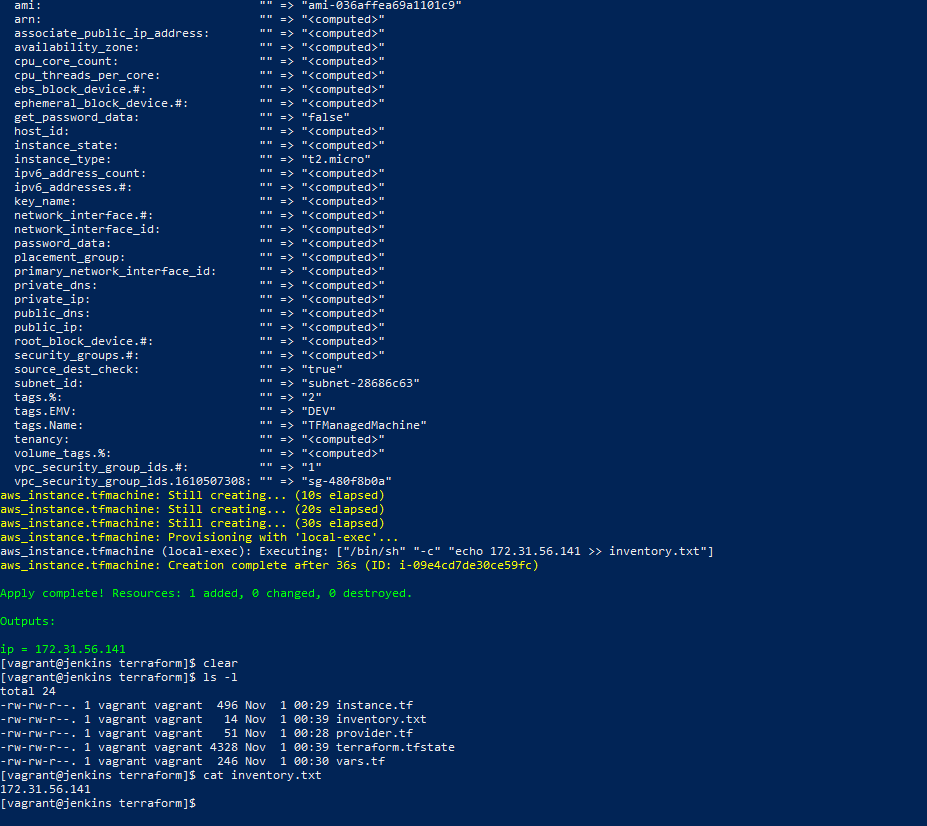 ami: "" => "ami-036affea69a1101c9"
arn: "" => "<computed>"
associate_public_ip_address: "" => "<computed>"
availability_zone: "" => "<computed>"
cpu_core_count: "" => "<computed>"
cpu_threads_per_core: "" => "<computed>"
ebs_block_device.#: "" => "<computed>"
ephemeral_block_device.#: "" => "<computed>"
get_password_data: "" => "false"
host_id: "" => "<computed>"
instance_state: "" => "<computed>"
instance_type: "" => "t2.micro"
ipv6_address_count: "" => "<computed>"
ipv6_addresses.#: "" => "<computed>"
key_name: "" => "<computed>"
network_interface.#: "" => "<computed>"
network_interface_id: "" => "<computed>"
password_data: "" => "<computed>"
placement_group: "" => "<computed>"
primary_network_interface_id: "" => "<computed>"
private_dns: "" => "<computed>"
private_ip: "" => "<computed>"
public_dns: "" => "<computed>"
public_ip: "" => "<computed>"
root_block_device.#: "" => "<computed>"
security_groups.#: "" => "<computed>"
source_dest_check: "" => "true"
subnet_id: "" => "subnet-28686c63"
tags.%: "" => "2"
tags.EMV: "" => "DEV"
tags.Name: "" => "TFManagedMachine"
tenancy: "" => "<computed>"
volume_tags.%: "" => "<computed>"
vpc_security_group_ids.#: "" => "1"
vpc_security_group_ids.1610507308: "" => "sg-480f8b0a"
aws_instance.tfmachine: Still creating... (10s elapsed)
aws_instance.tfmachine: Still creating... (20s elapsed)
aws_instance.tfmachine: Still creating... (30s elapsed)
aws_instance.tfmachine: Provisioning with 'local-exec'...
aws_instance.tfmachine (local-exec): Executing: ["/bin/sh" "-c" "echo 172.31.56.141 >> inventory.txt"]
aws_instance.tfmachine: Creation complete after 36s (ID: i-09e4cd7de30ce59fc)
Apply complete! Resources: 1 added, 0 changed, 0 destroyed.
Outputs:
ip = 172.31.56.141
[vagrant@jenkins terraform]$ clear
[vagrant@jenkins terraform]$ ls -l
total 24
-rw-rw-r--. 1 vagrant vagrant 496 Nov 1 00:29 instance.tf
-rw-rw-r--. 1 vagrant vagrant 14 Nov 1 00:39 inventory.txt
-rw-rw-r--. 1 vagrant vagrant 51 Nov 1 00:28 provider.tf
-rw-rw-r--. 1 vagrant vagrant 4328 Nov 1 00:39 terraform.tfstate
-rw-rw-r--. 1 vagrant vagrant 246 Nov 1 00:30 vars.tf
[vagrant@jenkins terraform]$ cat inventory.txt
172.31.56.141
[vagrant@jenkins terraform]$